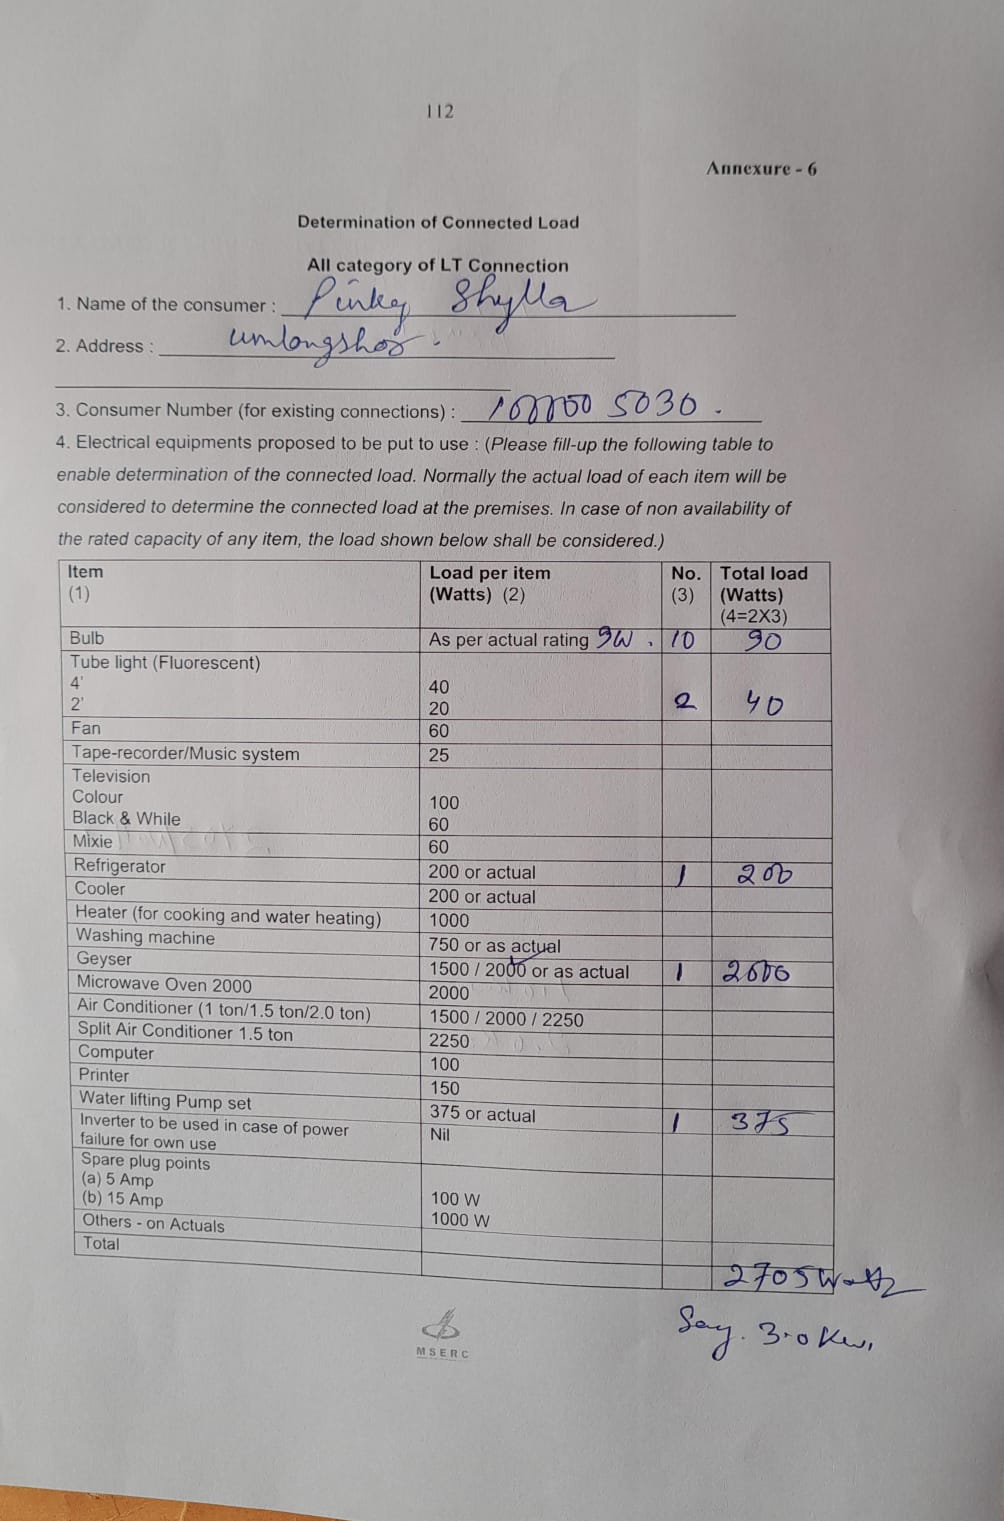 112
Annexure - 6
Determination of Connected Load
All category of LT Connection
1. Name of the consumer : Pinky Shylla
2. Address : umlongshor.
3. Consumer Number (for existing connections) : 5030.
4. Electrical equipments proposed to be put to use : (Please fill-up the following table to
enable determination of the connected load. Normally the actual load of each item will be
considered to determine the connected load at the premises. In case of non availability of
the rated capacity of any item, the load shown below shall be considered.)
Item Load per item No. Total load
(1) (Watts) (2) (3) (Watts)
(4=2X3)
Bulb As per actual rating 9W. 10 90
Tube light (Fluorescent)
4' 40
2' 20 2 40
Fan 60
Tape-recorder/Music system 25
Television
Colour 100
Black & While 60
Mixie 60
Refrigerator 200 or actual 1 200
Cooler 200 or actual
Heater (for cooking and water heating) 1000
Washing machine 750 or as actual
Geyser 1500 / 2000 or as actual 1 2000
Microwave Oven 2000 2000
Air Conditioner (1 ton/1.5 ton/2.0 ton) 1500 / 2000 / 2250
Split Air Conditioner 1.5 ton 2250
Computer 100
Printer 150
Water lifting Pump set 375 or actual 1 375
Inverter to be used in case of power Nil
failure for own use
Spare plug points
(a) 5 Amp 100 W
(b) 15 Amp 1000 W
Others - on Actuals
Total
2705 Watts
Say. 3.0 Kw.
MSERC